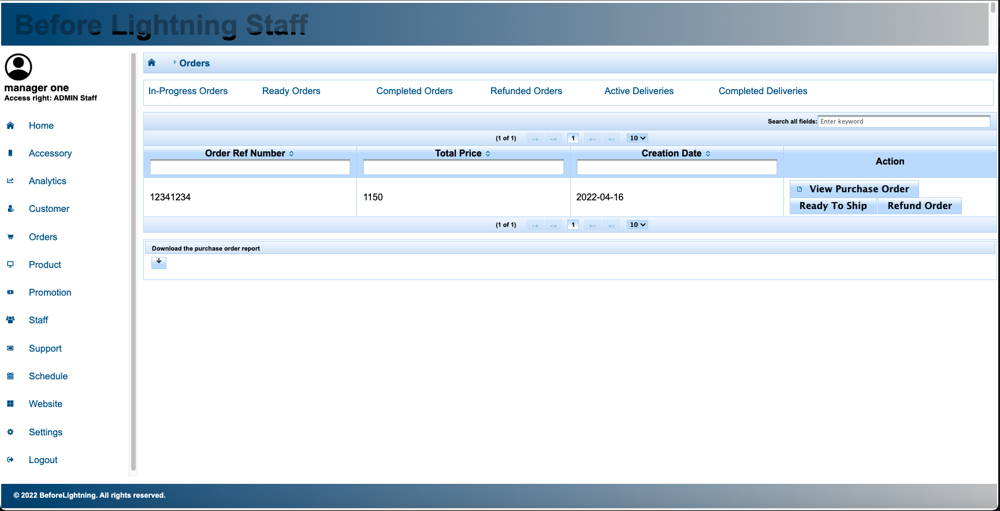 Before Lightning Staff
manager one
Access right: ADMIN Staff
Home
Accessory
Analytics
Customer
Orders
Product
Promotion
Staff
Support
Schedule
Website
Settings
Logout
Orders
In-Progress Orders Ready Orders Completed Orders Refunded Orders Active Deliveries Completed Deliveries
Search all fields: Enter keyword
(1 of 1) 1 10
Order Ref Number Total Price Creation Date Action
12341234 1150 2022-04-16 View Purchase Order
Ready To Ship Refund Order
(1 of 1) 1 10
Download the purchase order report
© 2022 BeforeLightning. All rights reserved.